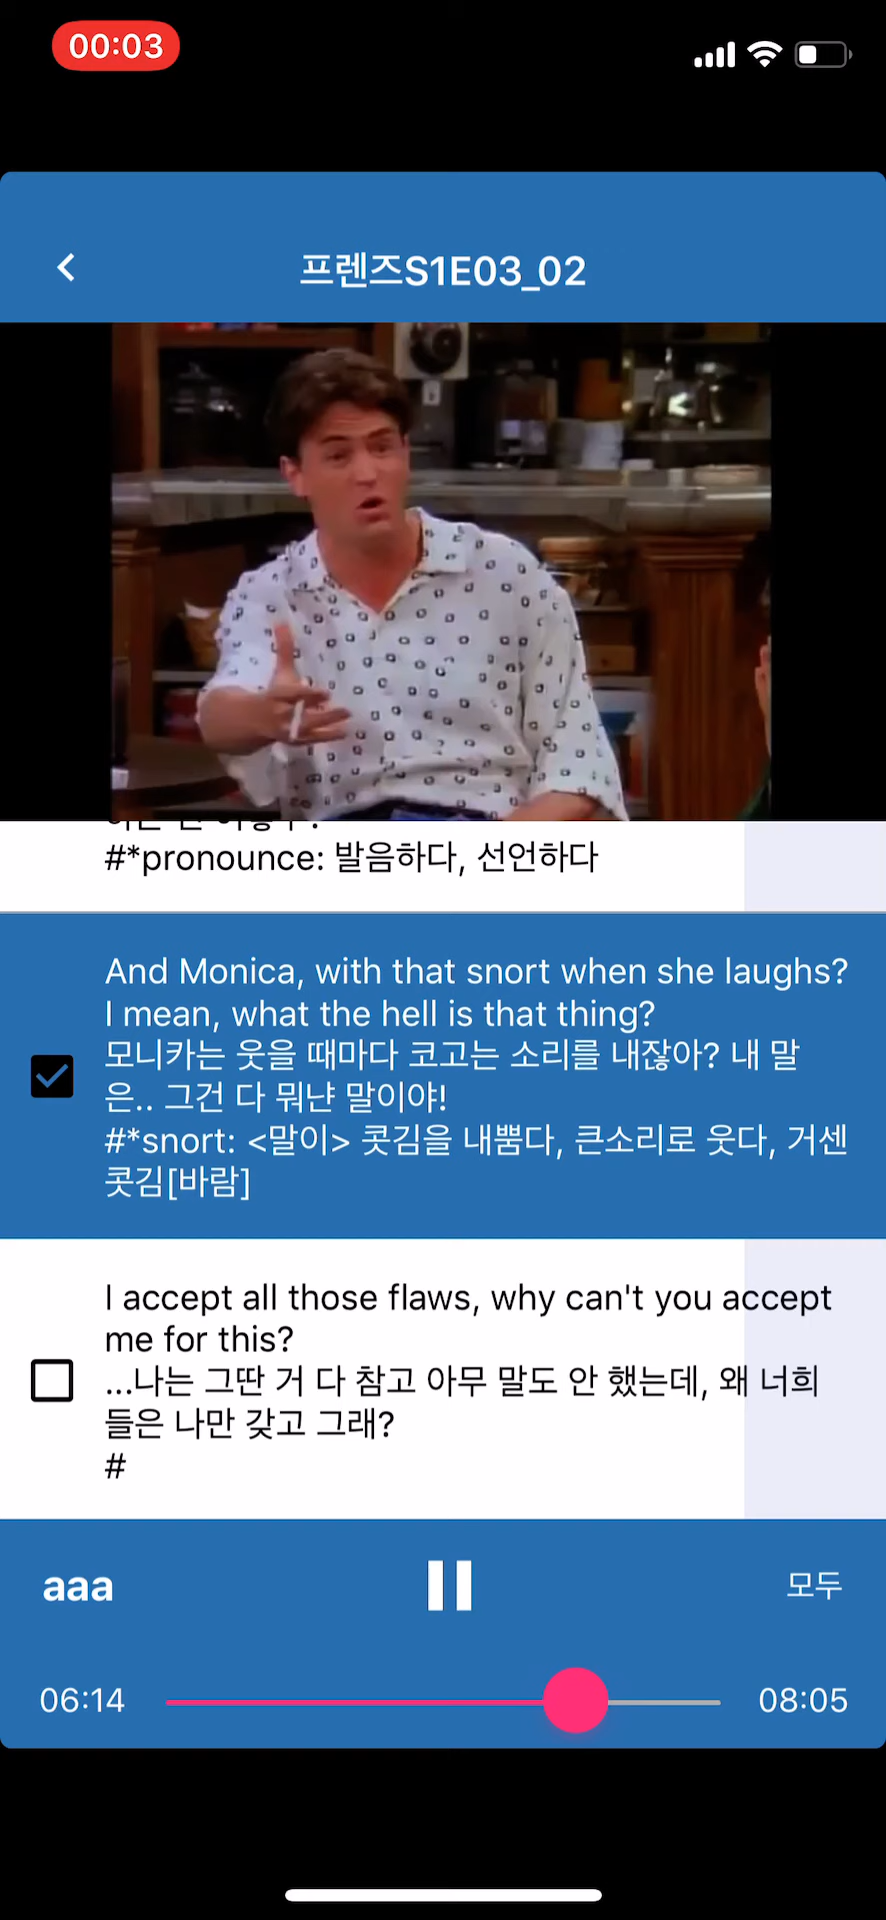 00:03
프렌즈S1E03_02
#*pronounce: 발음하다, 선언하다
And Monica, with that snort when she laughs?
I mean, what the hell is that thing?
모니카는 웃을 때마다 코고는 소리를 내잖아? 내 말
은.. 그건 다 뭐냔 말이야!
#*snort: <말이> 콧김을 내뿜다, 큰소리로 웃다, 거센
콧김[바람]
I accept all those flaws, why can't you accept
me for this?
...나는 그딴 거 다 참고 아무 말도 안 했는데, 왜 너희
들은 나만 갖고 그래?
#
aaa
모두
06:14
08:05